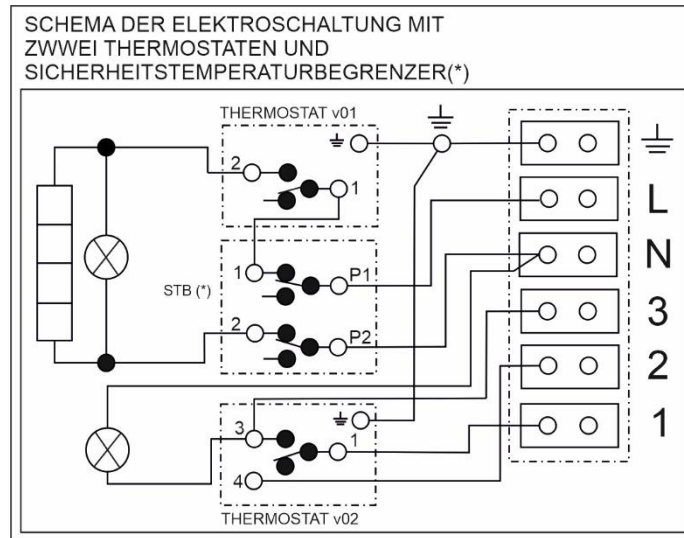 SCHEMA DER ELEKTROSCHALTUNG MIT
ZWWEI THERMOSTATEN UND
SICHERHEITSTEMPERATURBEGRENZER(*)
THERMOSTAT v01
2
1
L
1
P1
N
STB (*)
2
P2
3
2
3
1
1
4
THERMOSTAT v02